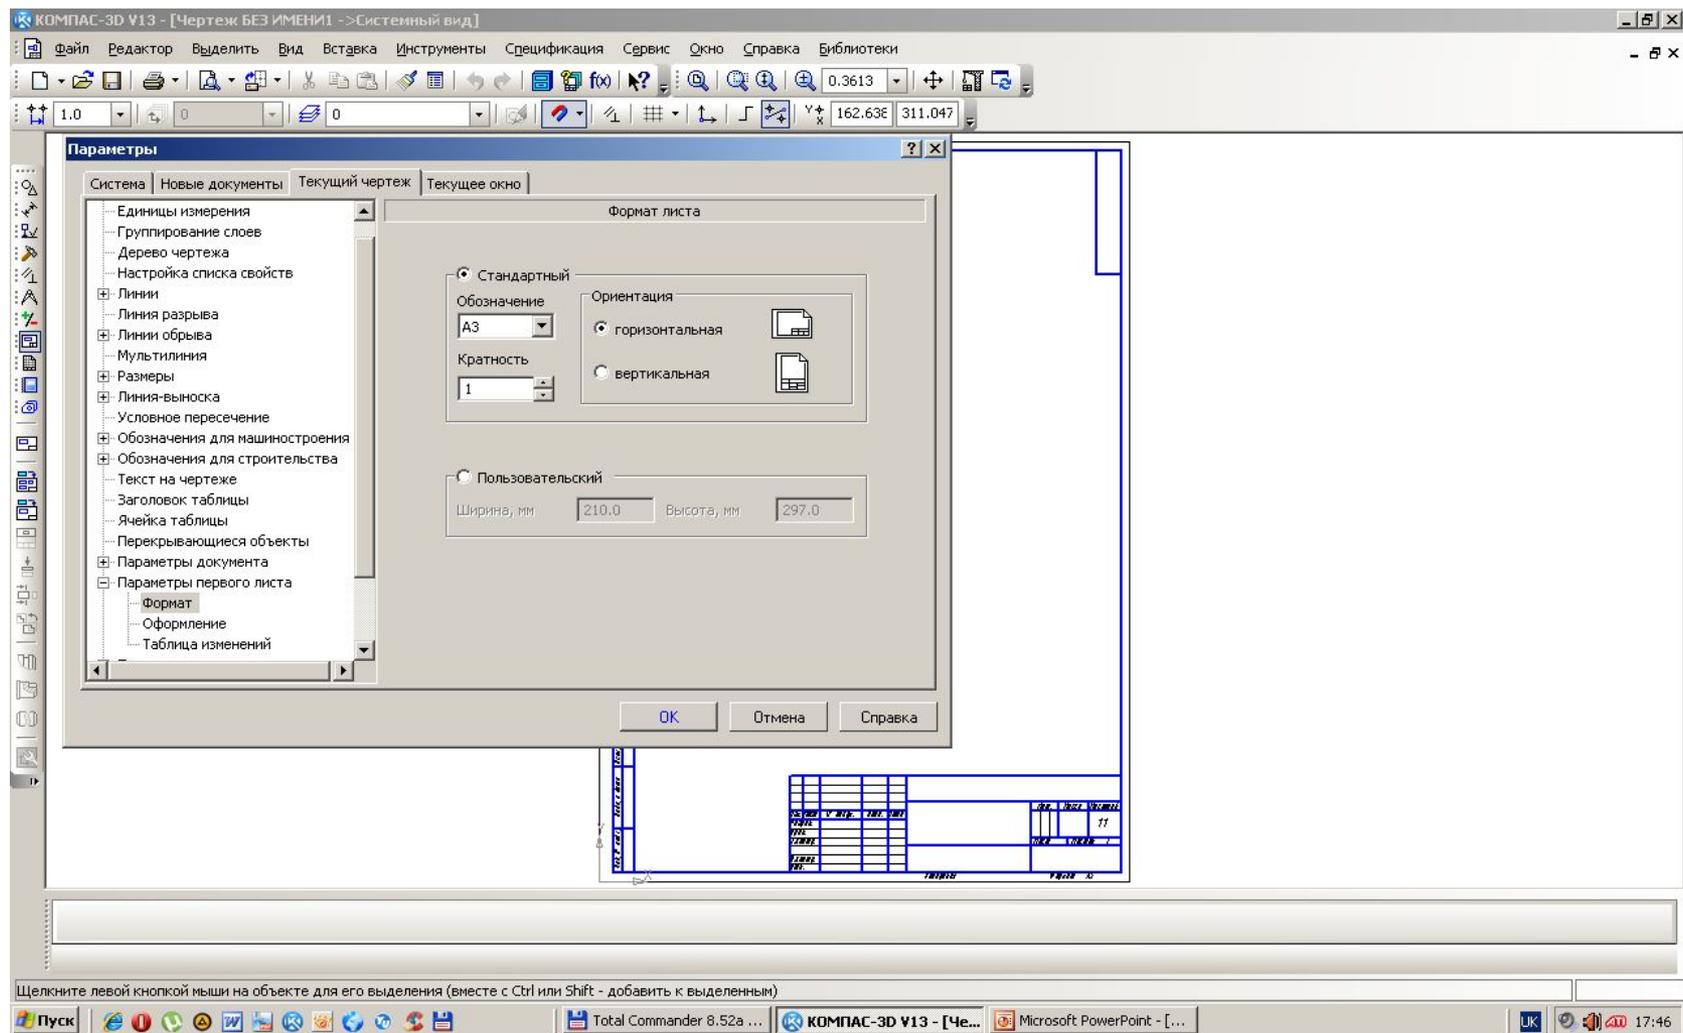 КОМПАС-3D V13 - [Чертеж БЕЗ ИМЕНИ1 ->Системный вид]
Файл Редактор Выделить Вид Вставка Инструменты Спецификация Сервис Окно Справка Библиотеки
f(x) 0.3613
1.0 0 0 162.638 311.047
Параметры
Система Новые документы Текущий чертеж Текущее окно
Единицы измерения
Группирование слоев
Дерево чертежа
Настройка списка свойств
Линии
Линия разрыва
Линии обрыва
Мультилиния
Размеры
Линия-выноска
Условное пересечение
Обозначения для машиностроения
Обозначения для строительства
Текст на чертеже
Заголовок таблицы
Ячейка таблицы
Перекрывающиеся объекты
Параметры документа
Параметры первого листа
Формат
Оформление
Таблица изменений
Формат листа
Стандартный
Обозначение
A3
Кратность
1
Ориентация
горизонтальная
вертикальная
Пользовательский
Ширина, мм 210.0 Высота, мм 297.0
OK Отмена Справка
11
Щелкните левой кнопкой мыши на объекте для его выделения (вместе с Ctrl или Shift - добавить к выделенным)
Пуск Total Commander 8.52a ... КОМПАС-3D V13 - [Че... Microsoft PowerPoint - [... UK 17:46